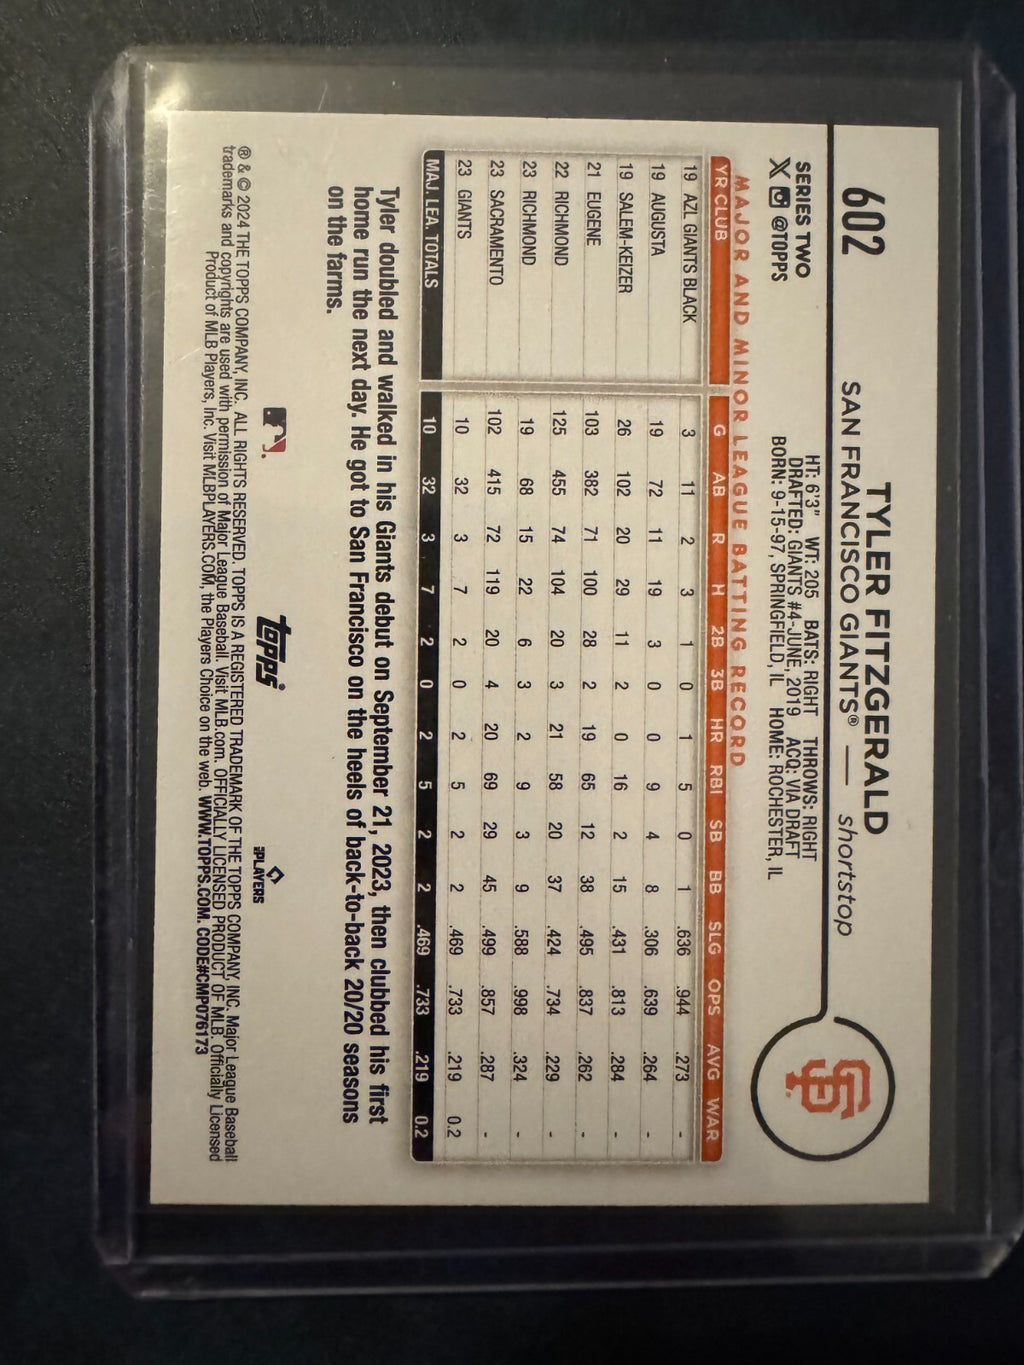 602
TYLER FITZGERALD
SAN FRANCISCO GIANTS® — shortstop
SF
SERIES TWO
X @TOPPS
HT: 6'3" WT: 205 BATS: RIGHT THROWS: RIGHT
DRAFTED: GIANTS #4-JUNE, 2019 ACQ: VIA DRAFT
BORN: 9-15-97, SPRINGFIELD, IL HOME: ROCHESTER, IL
MAJOR AND MINOR LEAGUE BATTING RECORD
YR CLUB G AB R H 2B 3B HR RBI SB BB SLG OPS AVG WAR
19 AZL GIANTS BLACK 3 11 2 3 1 0 1 5 0 1 .636 .944 .273 -
19 AUGUSTA 19 72 11 19 3 0 0 9 4 8 .306 .639 .264 -
19 SALEM-KEIZER 26 102 20 29 11 2 0 16 2 15 .431 .813 .284 -
21 EUGENE 103 382 71 100 28 2 19 65 12 38 .495 .837 .262 -
22 RICHMOND 125 455 74 104 20 3 21 58 20 37 .424 .734 .229 -
23 RICHMOND 19 68 15 22 6 3 2 9 3 9 .588 .998 .324 -
23 SACRAMENTO 102 415 72 119 20 4 20 69 29 45 .499 .857 .287 -
23 GIANTS 10 32 3 7 2 0 2 5 2 2 .469 .733 .219 0.2
MAJ. LEA. TOTALS 10 32 3 7 2 0 2 5 2 2 .469 .733 .219 0.2
Tyler doubled and walked in his Giants debut on September 21, 2023, then clubbed his first
home run the next day. He got to San Francisco on the heels of back-to-back 20/20 seasons
on the farms.
topps®
PLAYERS
® & © 2024 THE TOPPS COMPANY, INC. ALL RIGHTS RESERVED. TOPPS IS A REGISTERED TRADEMARK OF THE TOPPS COMPANY, INC. Major League Baseball
trademarks and copyrights are used with permission of Major League Baseball. Visit MLB.com. OFFICIALLY LICENSED PRODUCT OF MLB. Officially Licensed
Product of MLB Players, Inc. Visit MLBPLAYERS.COM, the Players Choice on the web. WWW.TOPPS.COM. CODE#CMP076173